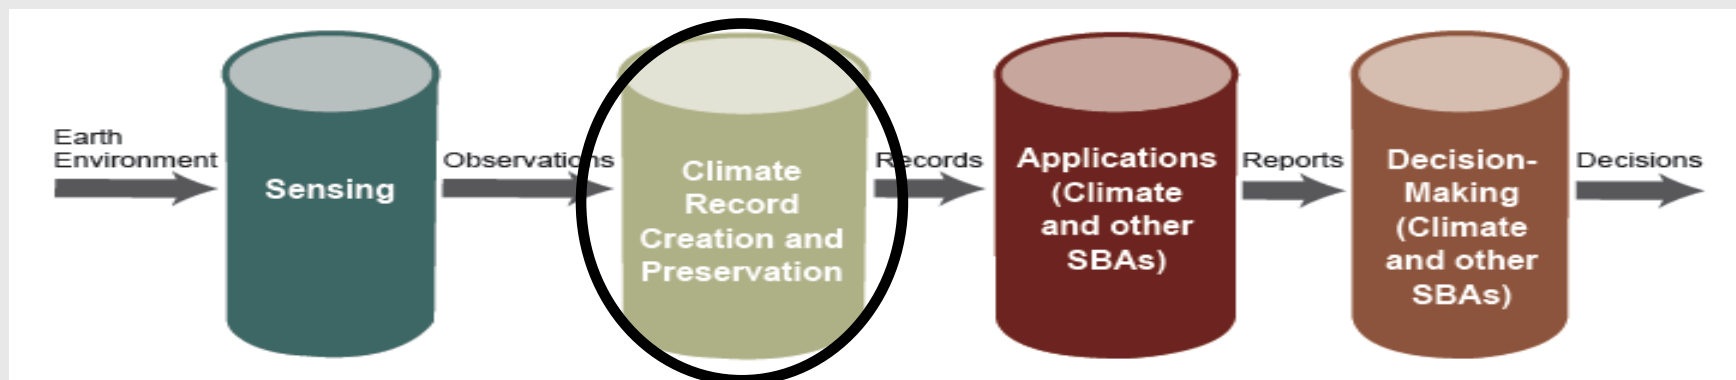 Earth
Environment
Sensing
Observations
Climate
Record
Creation and
Preservation
Records
Applications
(Climate
and other
SBAs)
Reports
Decision-
Making
(Climate
and other
SBAs)
Decisions